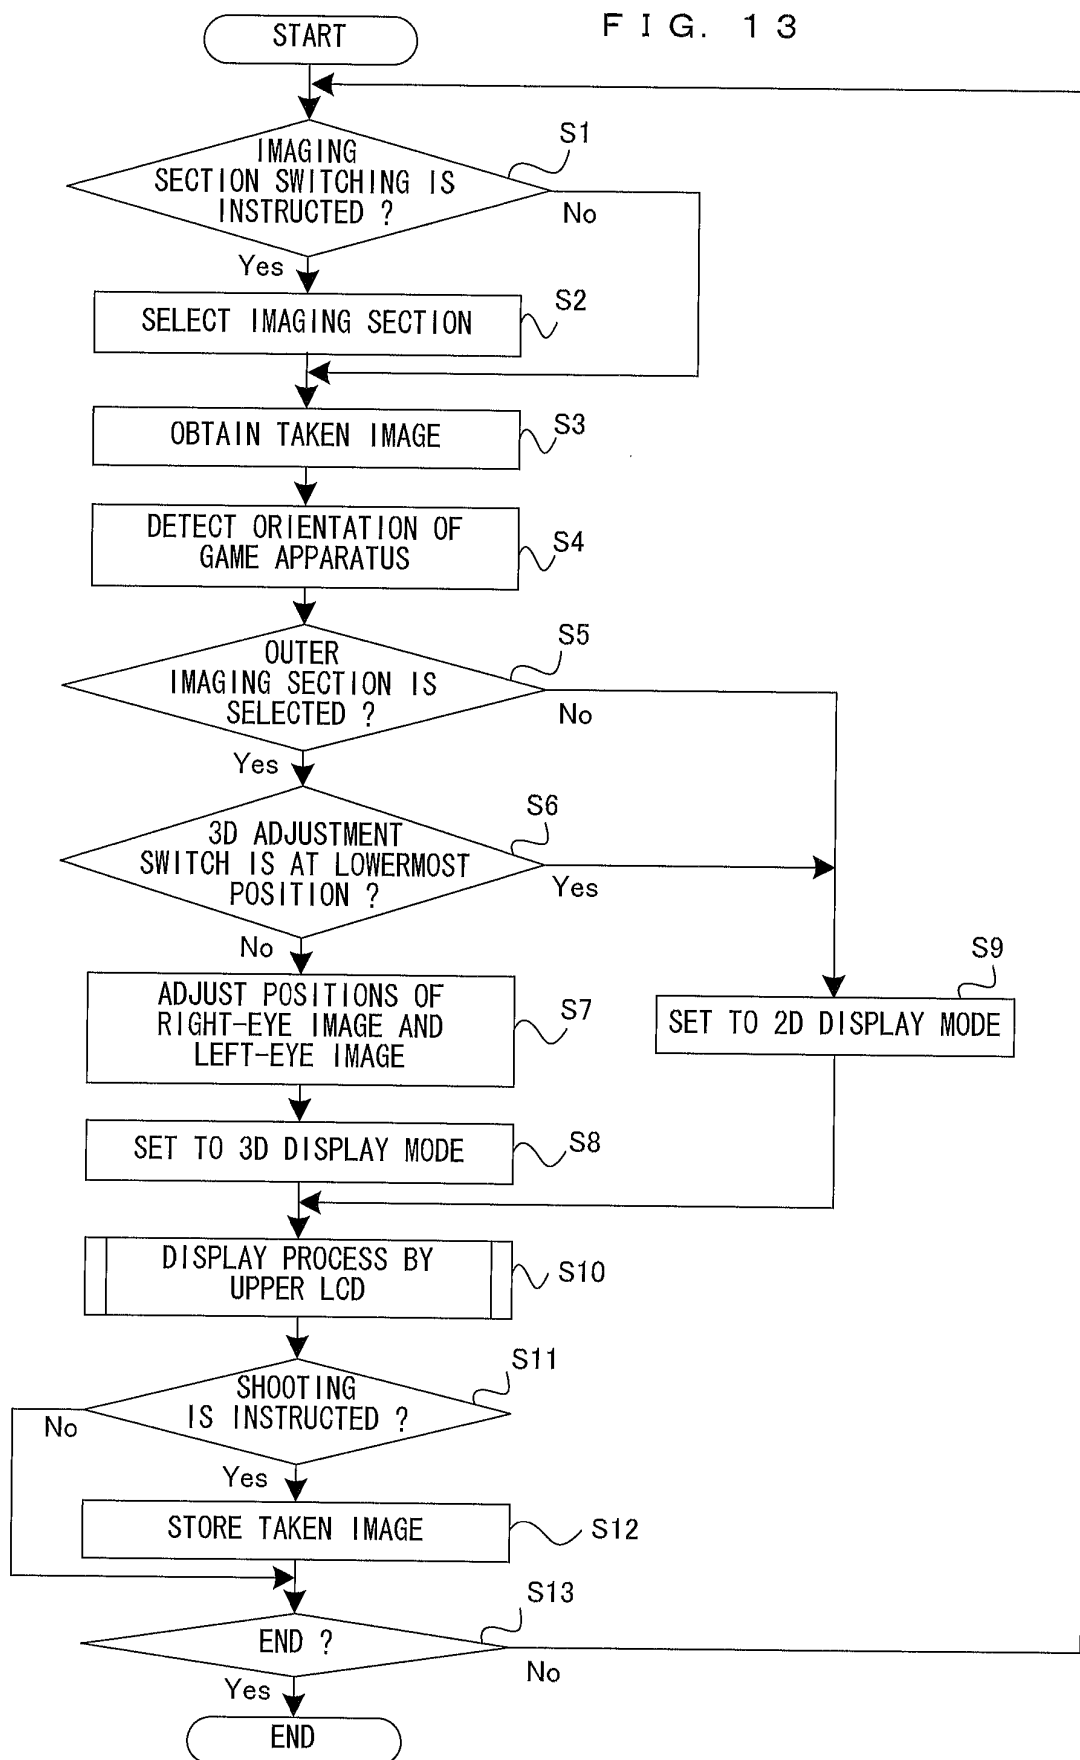 FIG. 13
START
S1
IMAGING
SECTION SWITCHING IS
INSTRUCTED ?
No
Yes
S2
SELECT IMAGING SECTION
S3
OBTAIN TAKEN IMAGE
DETECT ORIENTATION OF
GAME APPARATUS
S4
S5
OUTER
IMAGING SECTION IS
SELECTED ?
No
Yes
S6
3D ADJUSTMENT
SWITCH IS AT LOWERMOST
POSITION ?
Yes
No
S9
ADJUST POSITIONS OF
RIGHT-EYE IMAGE AND
LEFT-EYE IMAGE
S7
SET TO 2D DISPLAY MODE
SET TO 3D DISPLAY MODE
S8
DISPLAY PROCESS BY
UPPER LCD
S10
S11
SHOOTING
IS INSTRUCTED ?
No
Yes
STORE TAKEN IMAGE
S12
S13
END ?
No
Yes
END